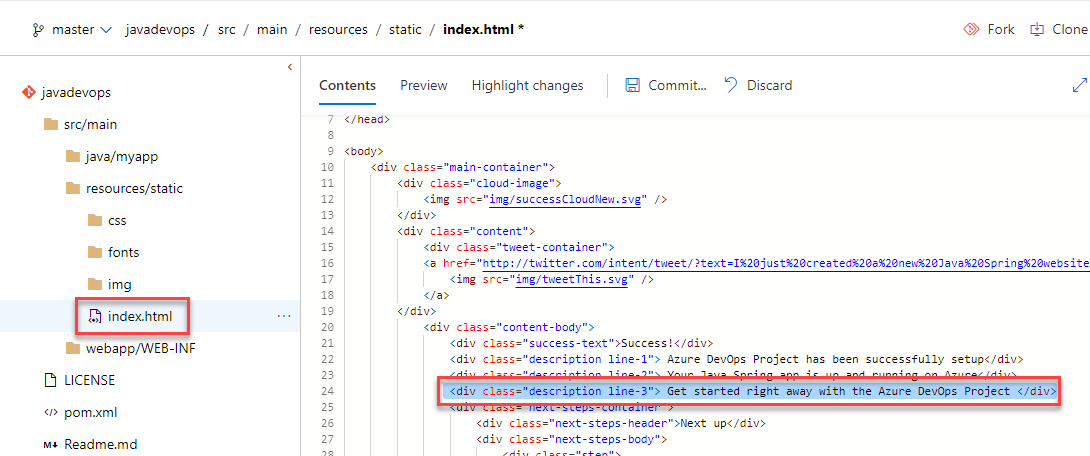 master javadevops / src / main / resources / static / index.html * Fork Clone
javadevops
src/main
java/myapp
resources/static
css
fonts
img
index.html ...
webapp/WEB-INF
LICENSE
pom.xml
Readme.md
Contents Preview Highlight changes Commit... Discard
7 </head>
8
9 <body>
10 <div class="main-container">
11 <div class="cloud-image">
12 <img src="img/successCloudNew.svg" />
13 </div>
14 <div class="content">
15 <div class="tweet-container">
16 <a href="http://twitter.com/intent/tweet/?text=I%20just%20created%20a%20new%20Java%20Spring%20website
17 <img src="img/tweetThis.svg" />
18 </a>
19 </div>
20 <div class="content-body">
21 <div class="success-text">Success!</div>
22 <div class="description line-1"> Azure DevOps Project has been successfully setup</div>
23 <div class="description line-2"> Your Java Spring app is up and running on Azure</div>
24 <div class="description line-3"> Get started right away with the Azure DevOps Project </div>
25 <div class="next-steps-container">
26 <div class="next-steps-header">Next up</div>
27 <div class="next-steps-body">
28 <div class="step">